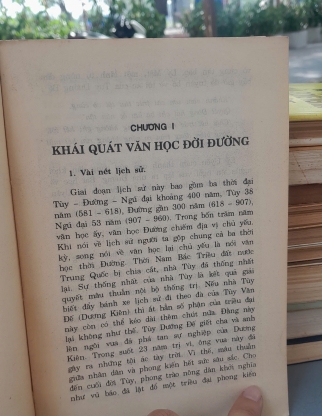 CHƯƠNG I
KHÁI QUÁT VĂN HỌC ĐỜI ĐƯỜNG
1. Vài nét lịch sử.
Giai đoạn lịch sử này bao gồm ba thời đại
Tùy – Đường – Ngũ đại khoảng 400 năm. Tùy 38
năm (581 – 618), Đường gần 300 năm (618 – 907),
Ngũ đại 53 năm (907 – 960). Trong bốn trăm năm
văn học ấy, văn học Đường chiếm địa vị chủ yếu.
Khi nói về lịch sử người ta gộp chung cả ba thời
kỳ, song nói về văn học lại chủ yếu là nói văn
học thời Đường. Thời Nam Bắc Triều đất nước
Trung Quốc bị chia cắt, nhà Tùy đã thống nhất
lại. Sự thống nhất của nhà Tùy là kết quả giải
quyết mâu thuẫn nội bộ thống trị. Nếu nhà Tùy
biết đẩy bánh xe lịch sử đi theo đà của Tùy Văn
Đế (Dương Kiên) thì ắt hẳn số phận của triều đại
này còn có thể kéo dài thêm chút nữa. Đằng này
lại không như thế. Tùy Dượng Đế giết cha và anh
lên ngôi vua đã phá tan sự nghiệp của Dương
Kiên. Trong suốt 23 năm trị vì, ông vua này đã
gây ra những tôi ác tày trời. Vì thế, mâu thuẫn
giữa nhân dân và phong kiến hết sức sâu sắc. Cho
đến cuối đời Tùy, phong trào nông dân khởi nghĩa
như vũ bão đã lật đổ một triều đại phong kiến